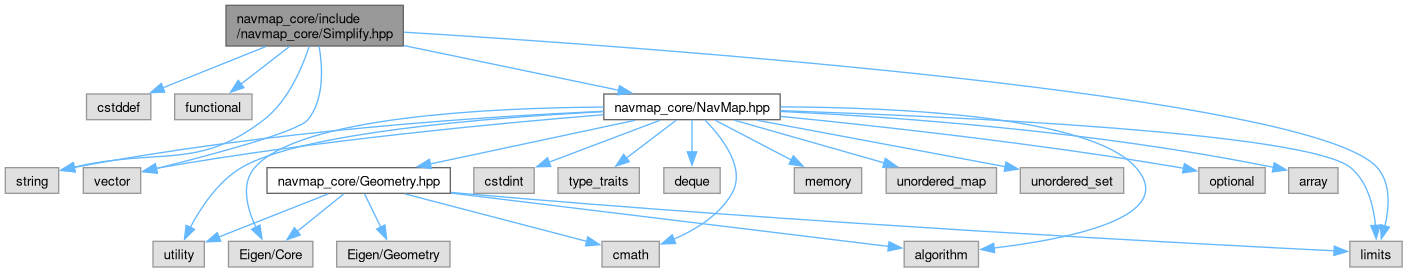 navmap_core/include
/navmap_core/Simplify.hpp
cstddef
functional
navmap_core/NavMap.hpp
string
vector
navmap_core/Geometry.hpp
cstdint
type_traits
deque
memory
unordered_map
unordered_set
optional
array
utility
Eigen/Core
Eigen/Geometry
cmath
algorithm
limits